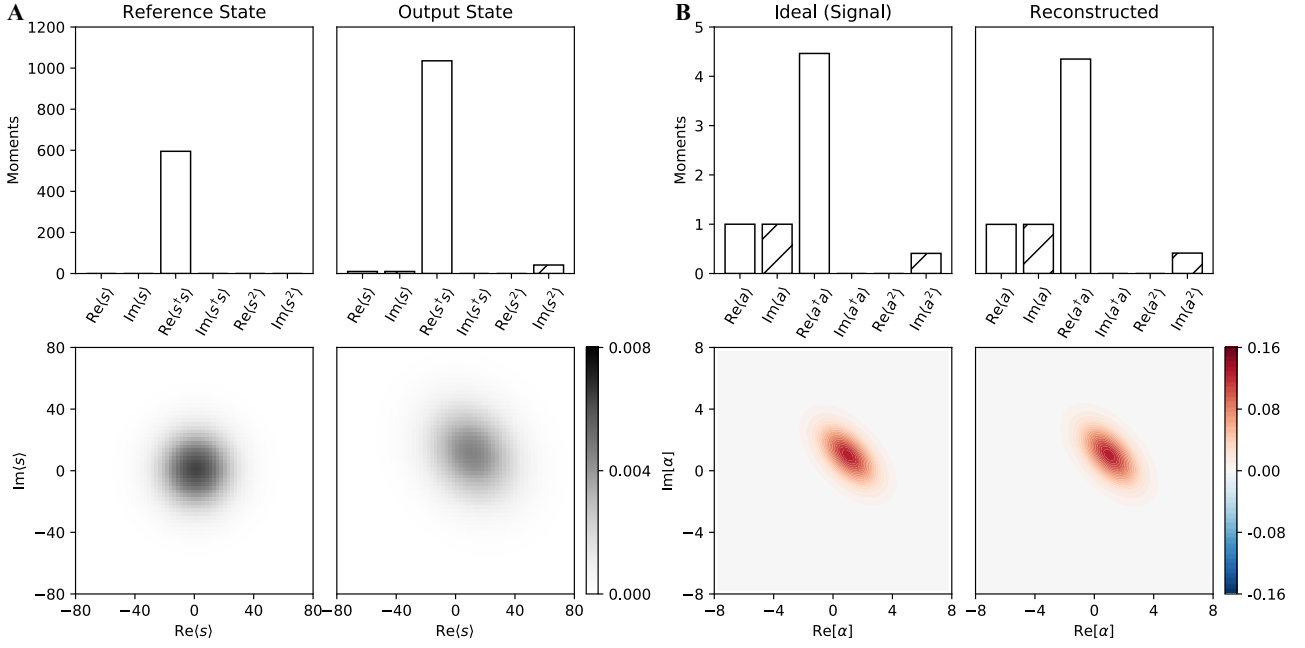 A
Reference State
Output State
B
Ideal (Signal)
Reconstructed
Moments
1200
1000
800
600
400
200
0
Re⟨s⟩
Im⟨s⟩
Re⟨s†s⟩
Im⟨s†s⟩
Re⟨s²⟩
Im⟨s²⟩
Re⟨s⟩
Im⟨s⟩
Re⟨s†s⟩
Im⟨s†s⟩
Re⟨s²⟩
Im⟨s²⟩
Moments
5
4
3
2
1
0
Re⟨a⟩
Im⟨a⟩
Re⟨a†a⟩
Im⟨a†a⟩
Re⟨a²⟩
Im⟨a²⟩
Re⟨a⟩
Im⟨a⟩
Re⟨a†a⟩
Im⟨a†a⟩
Re⟨a²⟩
Im⟨a²⟩
Im⟨s⟩
80
40
0
−40
−80
−80 −40 0 40 80
Re⟨s⟩
−80 −40 0 40 80
Re⟨s⟩
0.008
0.004
0.000
Im[α]
8
4
0
−4
−8
−8 −4 0 4 8
Re[α]
−8 −4 0 4 8
Re[α]
0.16
0.08
0.00
-0.08
-0.16